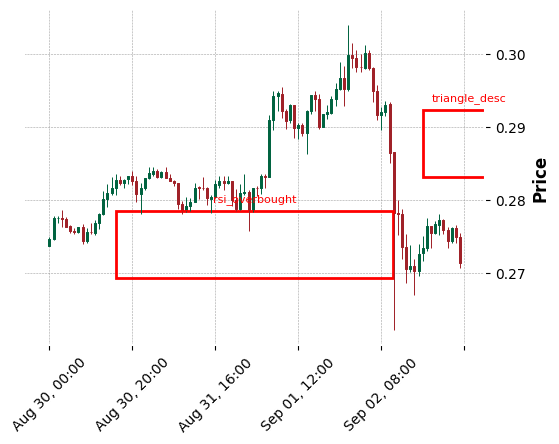 triangle_desc
rsi_overbought
0.30
0.29
0.28
0.27
Price
Aug 30, 00:00
Aug 30, 20:00
Aug 31, 16:00
Sep 01, 12:00
Sep 02, 08:00